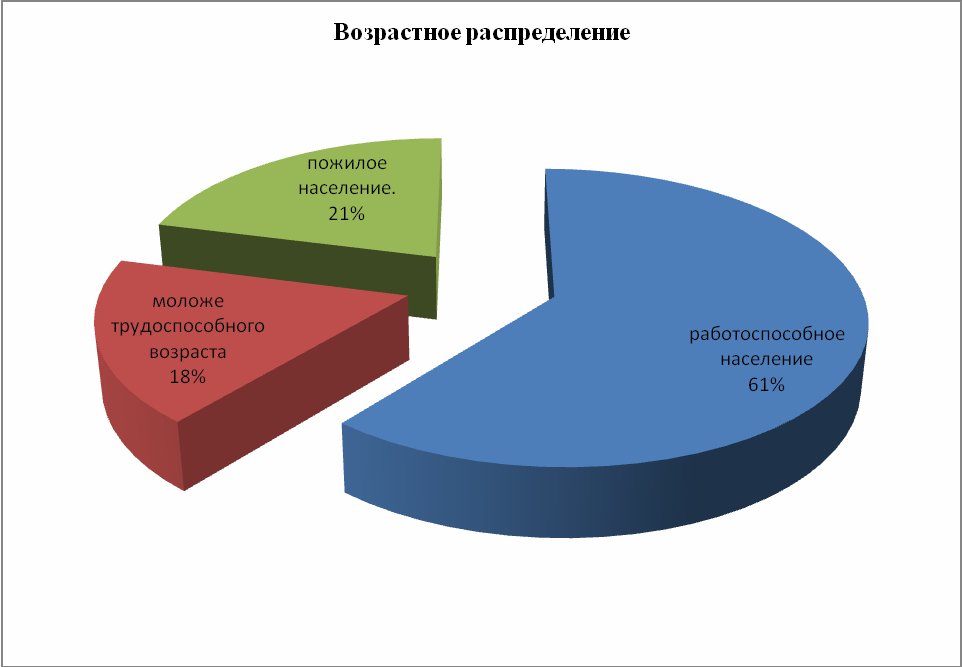 Возрастное распределение
пожилое
население.
21%
моложе
трудоспособного
возраста
18%
работоспособное
население
61%